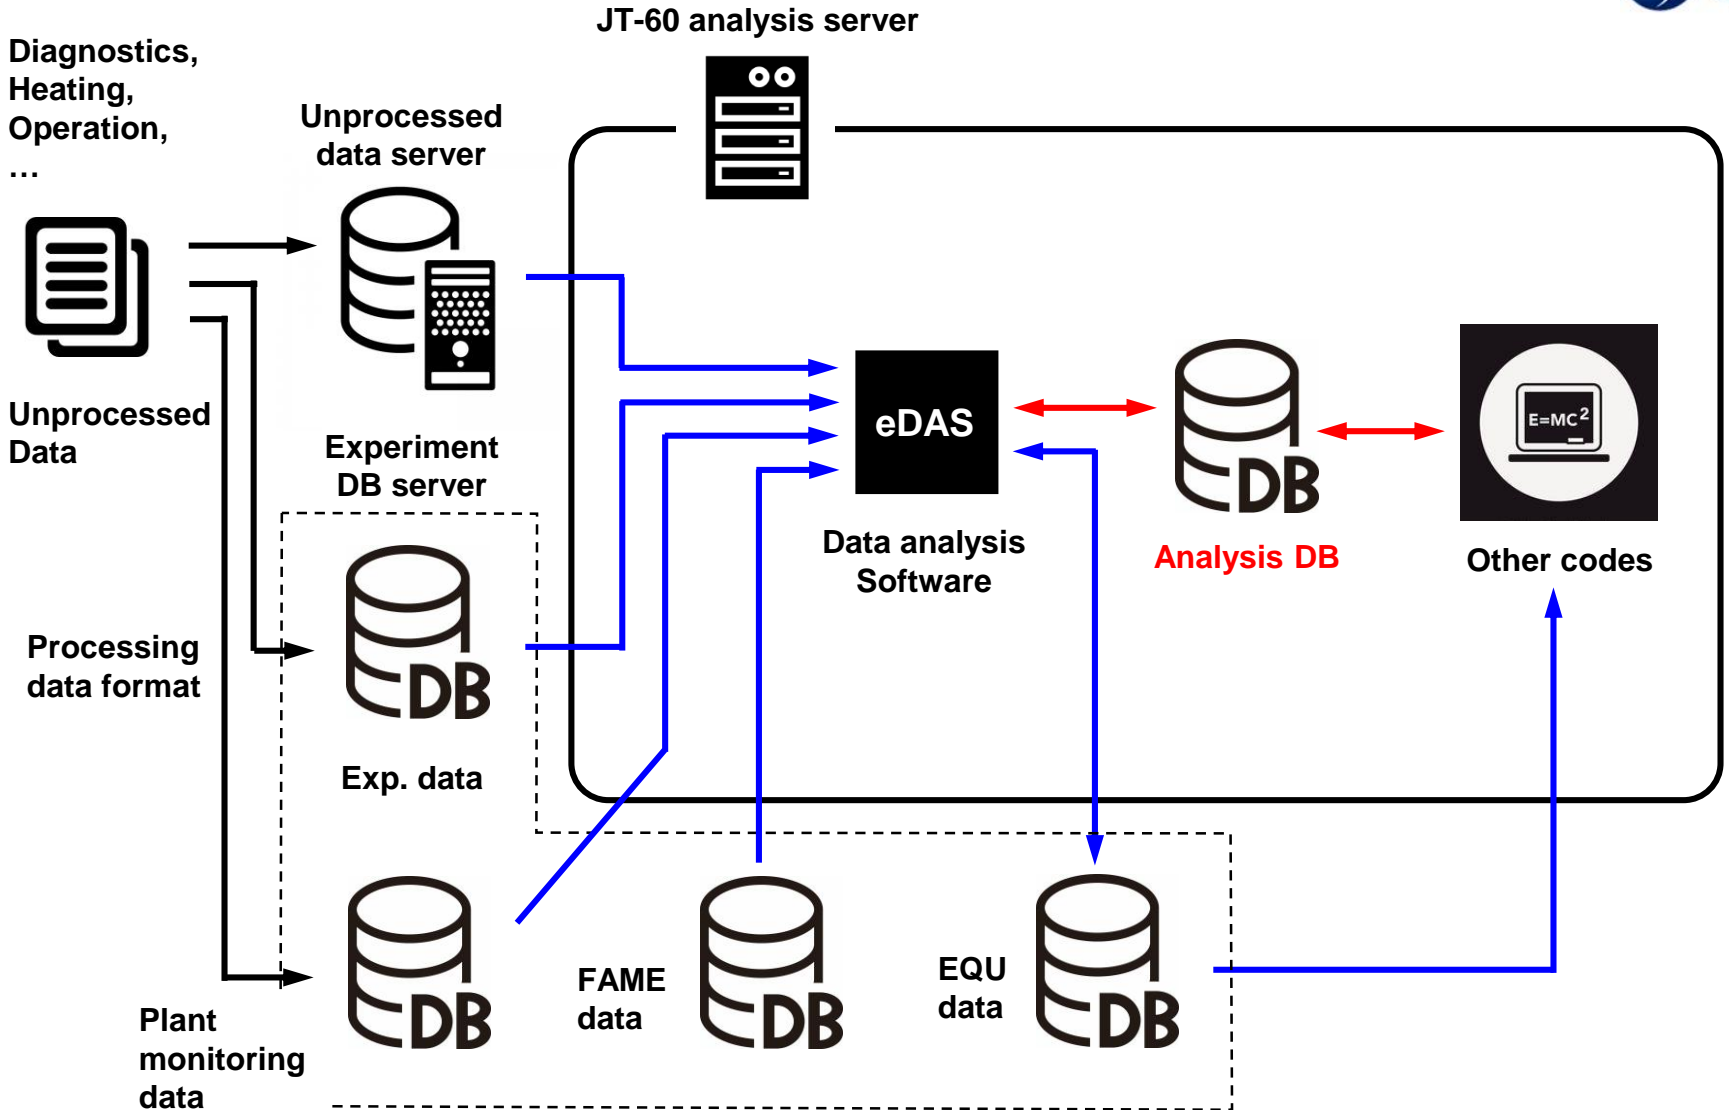 JT-60 analysis server
Diagnostics,
Heating,
Operation,
…
Unprocessed
data server
Unprocessed
Data
Experiment
DB server
eDAS
E=MC²
DB
Data analysis
Software
Analysis DB
Other codes
Processing
data format
DB
Exp. data
DB
Plant
monitoring
data
FAME
data
DB
EQU
data
DB